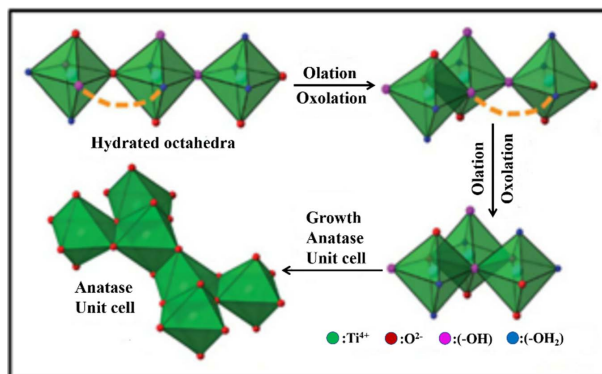 Olation
Oxolation
Hydrated octahedra
Olation
Oxolation
Growth
Anatase
Unit cell
Anatase
Unit cell
:Ti⁴⁺ :O²⁻ :(-OH) :(-OH₂)